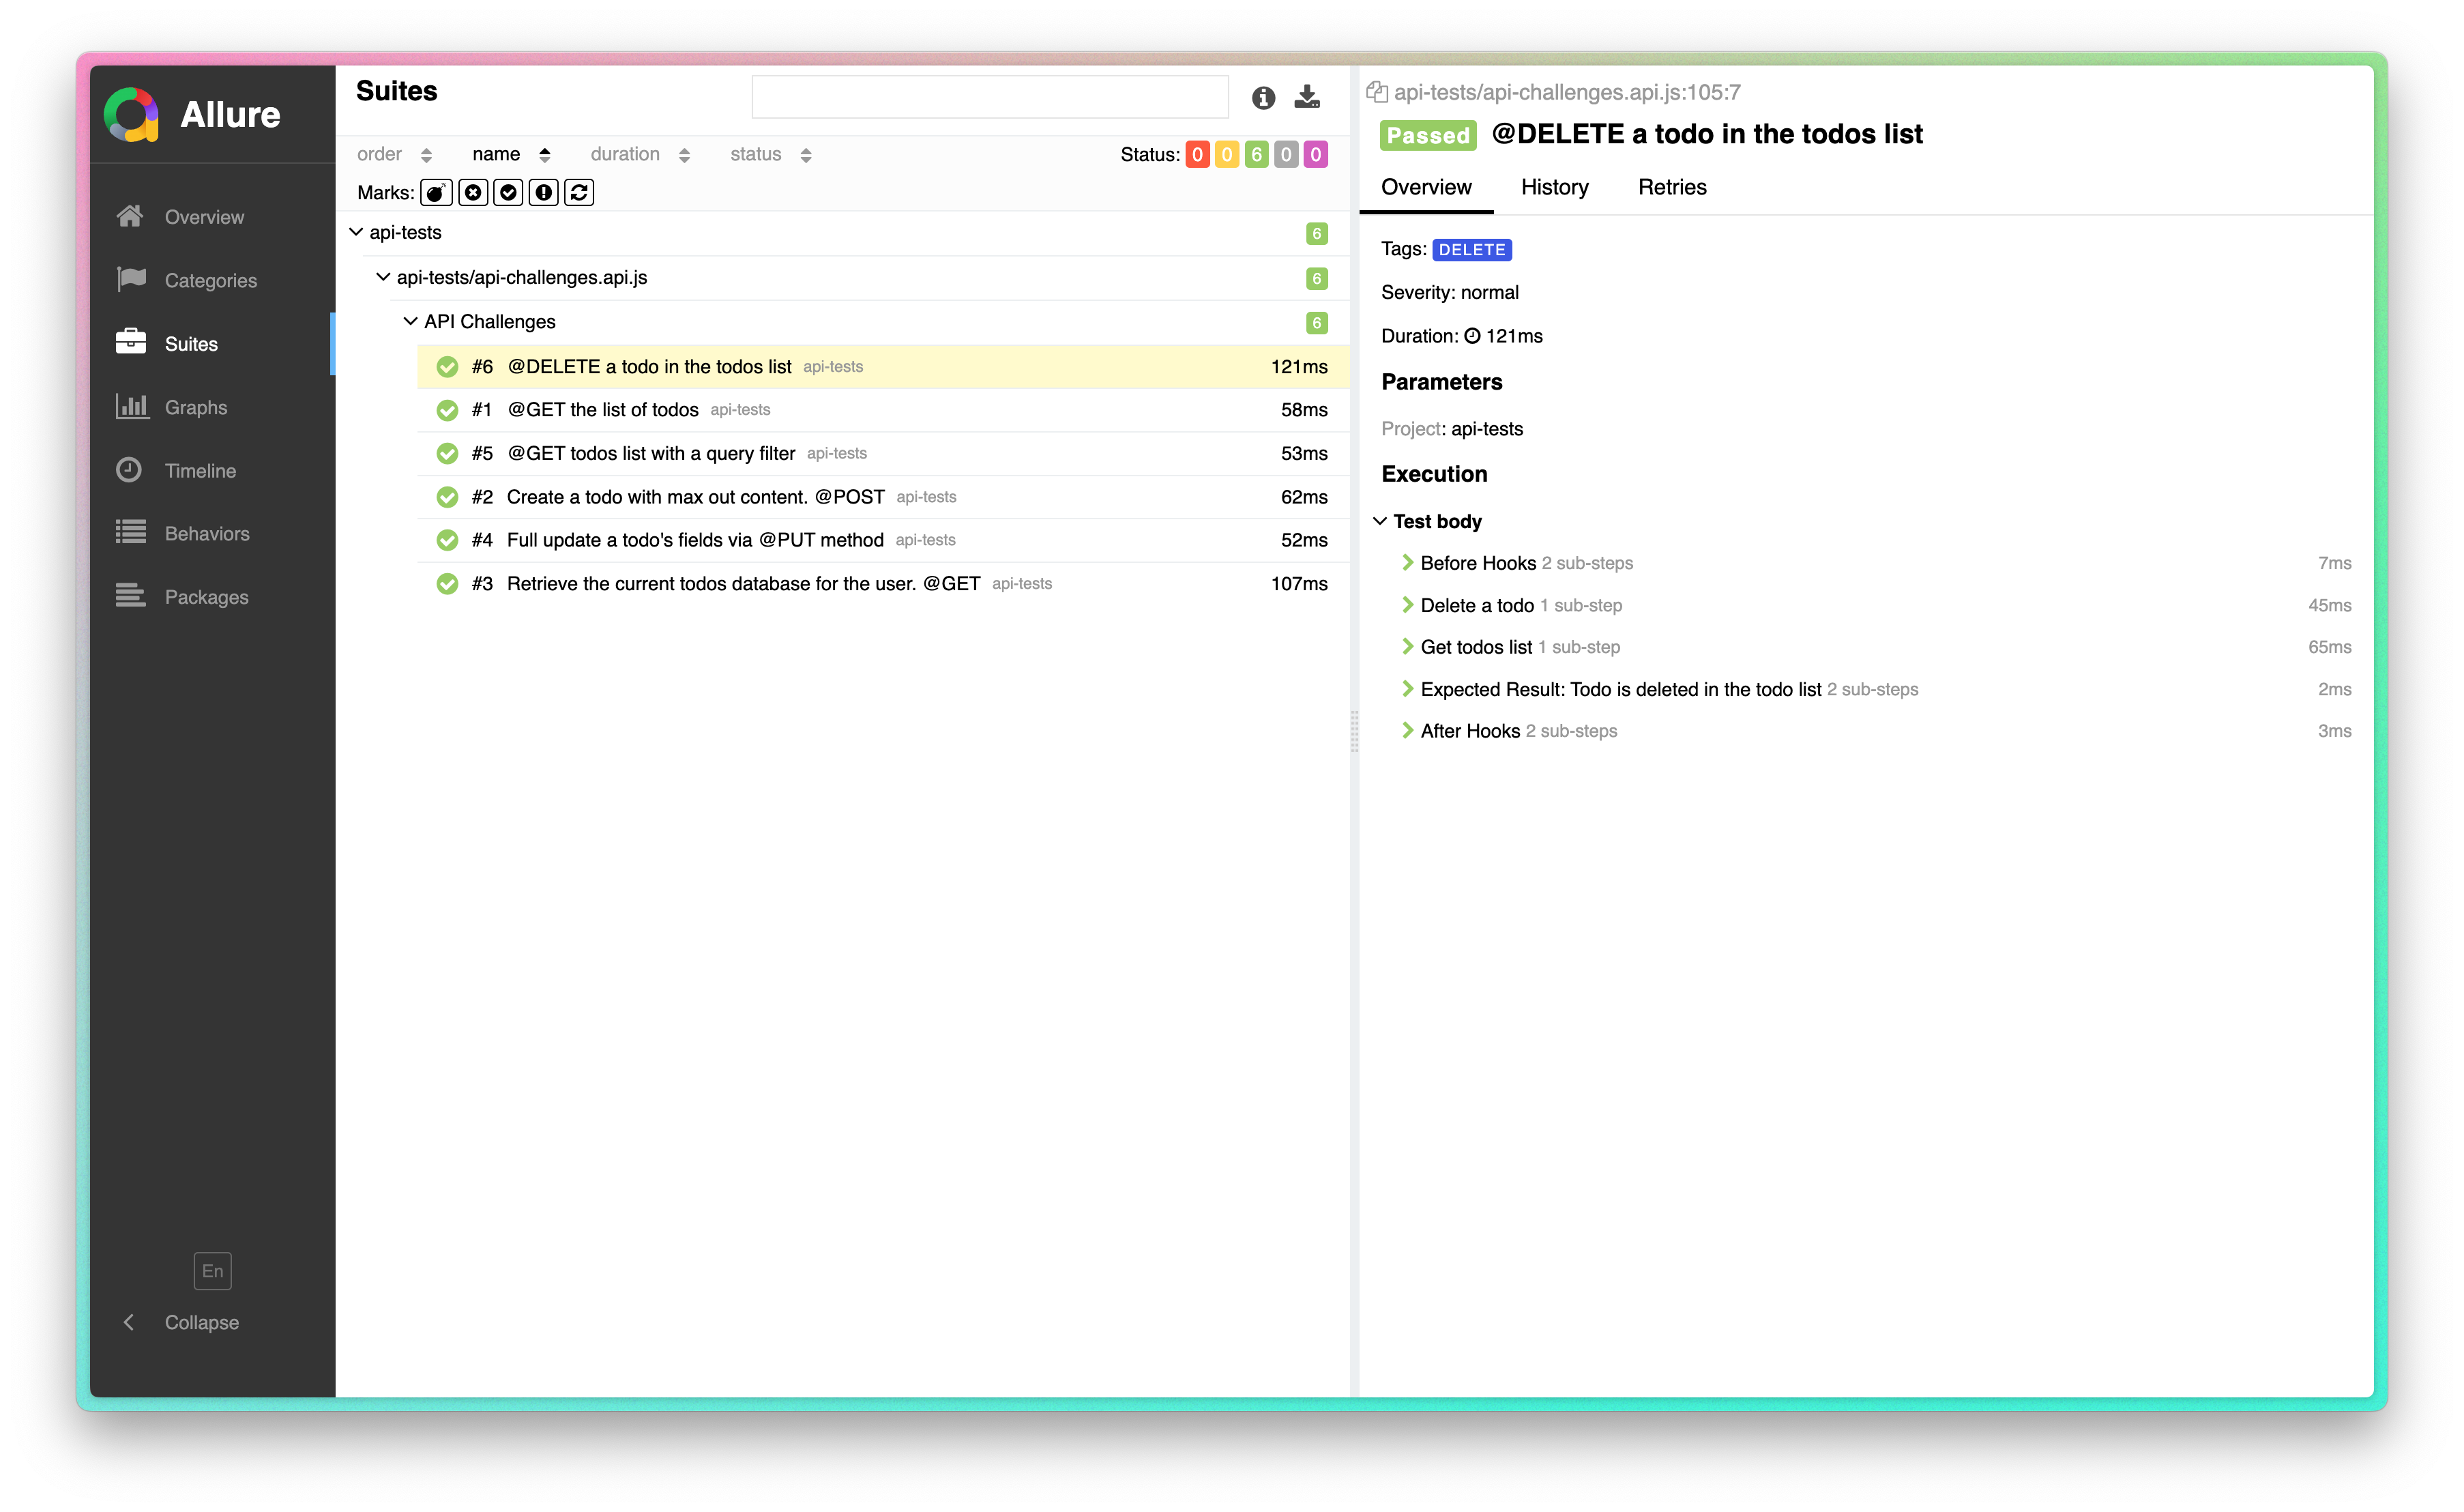 Allure
Overview
Categories
Suites
Graphs
Timeline
Behaviors
Packages
En
Collapse
Suites
order name duration status Status: 0 0 6 0 0
Marks:
api-tests 6
api-tests/api-challenges.api.js 6
API Challenges 6
#6 @DELETE a todo in the todos list api-tests 121ms
#1 @GET the list of todos api-tests 58ms
#5 @GET todos list with a query filter api-tests 53ms
#2 Create a todo with max out content. @POST api-tests 62ms
#4 Full update a todo's fields via @PUT method api-tests 52ms
#3 Retrieve the current todos database for the user. @GET api-tests 107ms
api-tests/api-challenges.api.js:105:7
Passed @DELETE a todo in the todos list
Overview History Retries
Tags: DELETE
Severity: normal
Duration: 121ms
Parameters
Project: api-tests
Execution
Test body
Before Hooks 2 sub-steps 7ms
Delete a todo 1 sub-step 45ms
Get todos list 1 sub-step 65ms
Expected Result: Todo is deleted in the todo list 2 sub-steps 2ms
After Hooks 2 sub-steps 3ms